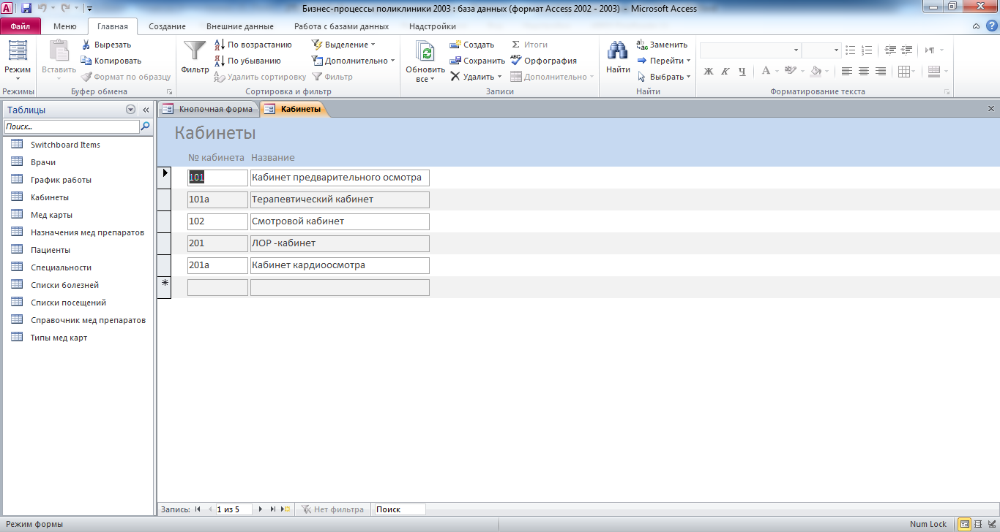 Бизнес-процессы поликлиники 2003 : база данных (формат Access 2002 - 2003) - Microsoft Access
Файл Меню Главная Создание Внешние данные Работа с базами данных Надстройки
Режим
Режимы
Вставить
Вырезать
Копировать
Формат по образцу
Буфер обмена
Фильтр
По возрастанию
По убыванию
Удалить сортировку
Выделение
Дополнительно
Фильтр
Сортировка и фильтр
Обновить
все
Создать
Сохранить
Удалить
Итоги
Орфография
Дополнительно
Записи
Найти
Заменить
Перейти
Выбрать
Найти
Ж К Ч А
Форматирование текста
Таблицы
Поиск...
Switchboard Items
Врачи
График работы
Кабинеты
Мед карты
Назначения мед препаратов
Пациенты
Специальности
Списки болезней
Списки посещений
Справочник мед препаратов
Типы мед карт
Кнопочная форма Кабинеты
Кабинеты
№ кабинета Название
101 Кабинет предварительного осмотра
101а Терапевтический кабинет
102 Смотровой кабинет
201 ЛОР -кабинет
201а Кабинет кардиоосмотра
Запись: 1 из 5 Нет фильтра Поиск
Режим формы Num Lock